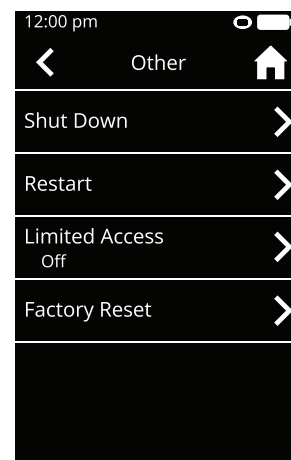 12:00 pm
Other
Shut Down
Restart
Limited Access
Off
Factory Reset